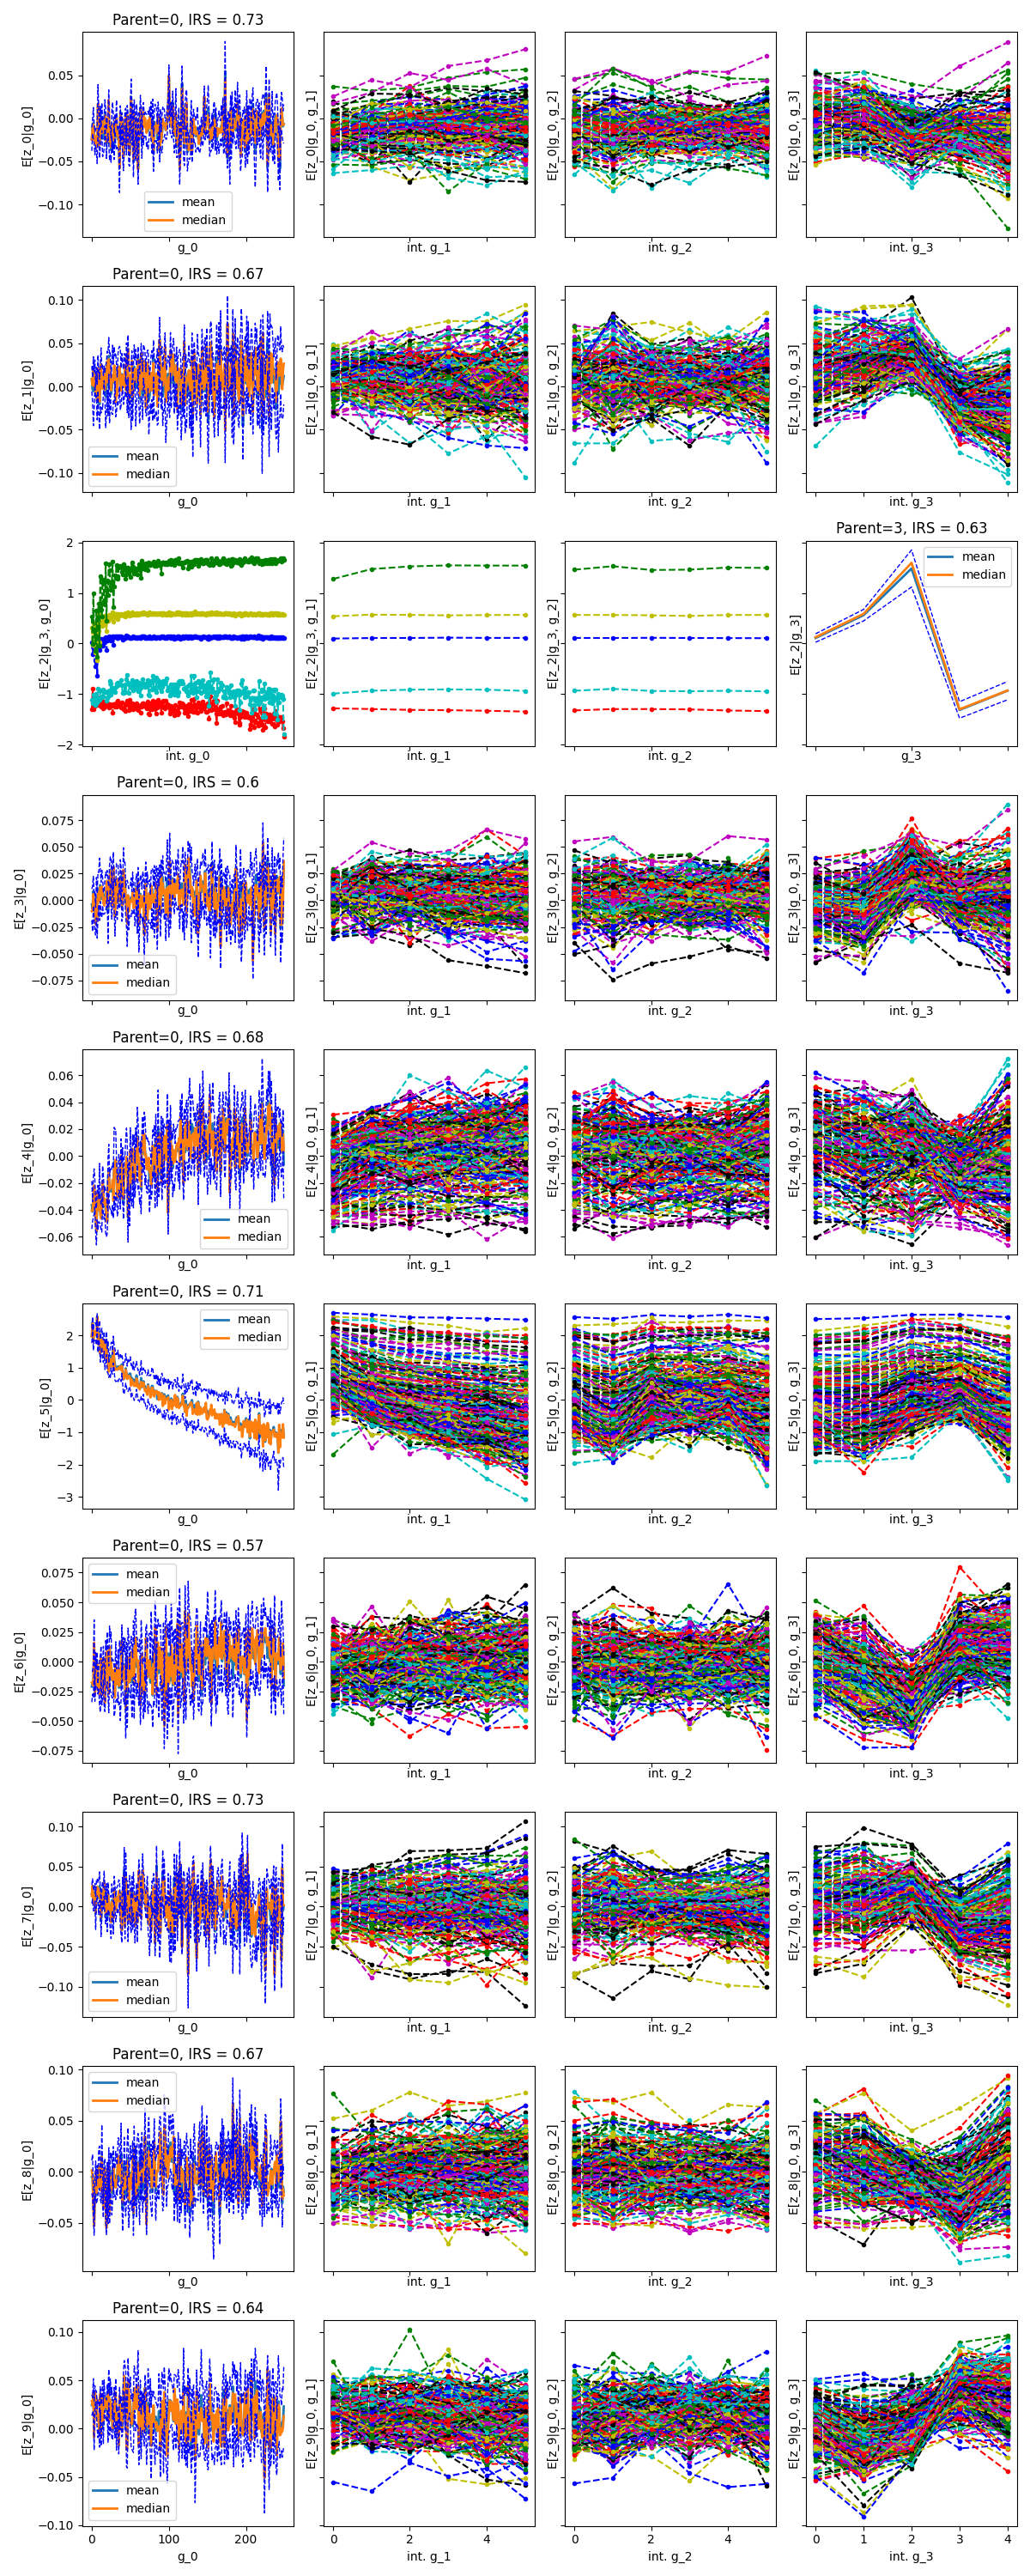 Parent=0, IRS = 0.73
E[z_0|g_0]
0.05
0.00
−0.05
−0.10
mean
median
g_0
E[z_0|g_0, g_1]
int. g_1
E[z_0|g_0, g_2]
int. g_2
E[z_0|g_0, g_3]
int. g_3
Parent=0, IRS = 0.67
E[z_1|g_0]
0.10
0.05
0.00
−0.05
−0.10
mean
median
g_0
E[z_1|g_0, g_1]
int. g_1
E[z_1|g_0, g_2]
int. g_2
E[z_1|g_0, g_3]
int. g_3
E[z_2|g_3, g_0]
2
1
0
−1
−2
int. g_0
E[z_2|g_3, g_1]
int. g_1
E[z_2|g_3, g_2]
int. g_2
Parent=3, IRS = 0.63
E[z_2|g_3]
mean
median
g_3
Parent=0, IRS = 0.6
E[z_3|g_0]
0.075
0.050
0.025
0.000
−0.025
−0.050
−0.075
mean
median
g_0
E[z_3|g_0, g_1]
int. g_1
E[z_3|g_0, g_2]
int. g_2
E[z_3|g_0, g_3]
int. g_3
Parent=0, IRS = 0.68
E[z_4|g_0]
0.06
0.04
0.02
0.00
−0.02
−0.04
−0.06
mean
median
g_0
E[z_4|g_0, g_1]
int. g_1
E[z_4|g_0, g_2]
int. g_2
E[z_4|g_0, g_3]
int. g_3
Parent=0, IRS = 0.71
E[z_5|g_0]
2
1
0
−1
−2
−3
mean
median
g_0
E[z_5|g_0, g_1]
int. g_1
E[z_5|g_0, g_2]
int. g_2
E[z_5|g_0, g_3]
int. g_3
Parent=0, IRS = 0.57
E[z_6|g_0]
0.075
0.050
0.025
0.000
−0.025
−0.050
−0.075
mean
median
g_0
E[z_6|g_0, g_1]
int. g_1
E[z_6|g_0, g_2]
int. g_2
E[z_6|g_0, g_3]
int. g_3
Parent=0, IRS = 0.73
E[z_7|g_0]
0.10
0.05
0.00
−0.05
−0.10
mean
median
g_0
E[z_7|g_0, g_1]
int. g_1
E[z_7|g_0, g_2]
int. g_2
E[z_7|g_0, g_3]
int. g_3
Parent=0, IRS = 0.67
E[z_8|g_0]
0.10
0.05
0.00
−0.05
mean
median
g_0
E[z_8|g_0, g_1]
int. g_1
E[z_8|g_0, g_2]
int. g_2
E[z_8|g_0, g_3]
int. g_3
Parent=0, IRS = 0.64
E[z_9|g_0]
0.10
0.05
0.00
−0.05
−0.10
mean
median
0 100 200
g_0
E[z_9|g_0, g_1]
0 2 4
int. g_1
E[z_9|g_0, g_2]
0 2 4
int. g_2
E[z_9|g_0, g_3]
0 1 2 3 4
int. g_3